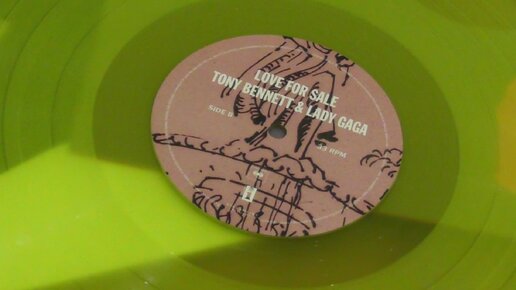 LOVE FOR SALE
TONY BENNETT & LADY GAGA
SIDE B
33 RPM